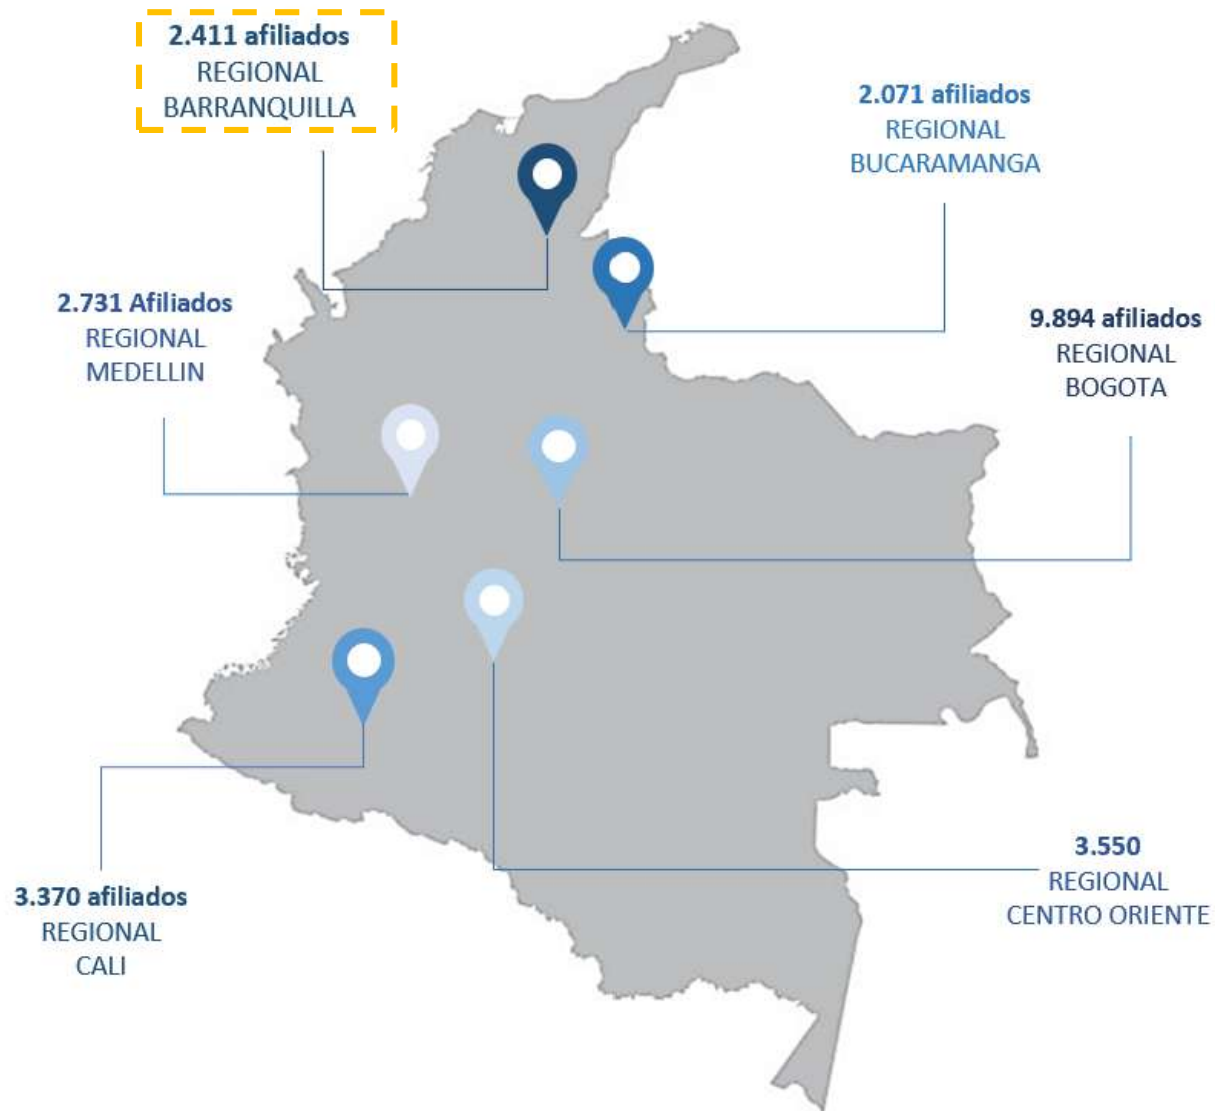 2.411 afiliados
REGIONAL
BARRANQUILLA
2.071 afiliados
REGIONAL
BUCARAMANGA
2.731 Afiliados
REGIONAL
MEDELLIN
9.894 afiliados
REGIONAL
BOGOTA
3.370 afiliados
REGIONAL
CALI
3.550
REGIONAL
CENTRO ORIENTE